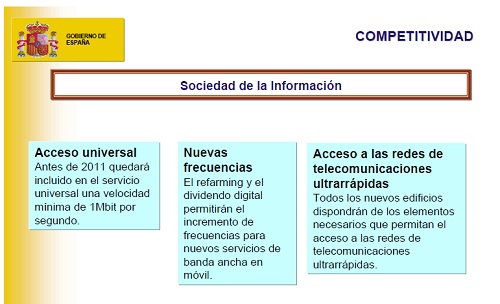 GOBIERNO DE
ESPAÑA
COMPETITIVIDAD
Sociedad de la Información
Acceso universal
Antes de 2011 quedará
incluido en el servicio
universal una velocidad
mínima de 1Mbit por
segundo.
Nuevas
frecuencias
El refarming y el
dividendo digital
permitirán el
incremento de
frecuencias para
nuevos servicios de
banda ancha en
móvil.
Acceso a las redes de
telecomunicaciones
ultrarrápidas
Todos los nuevos edificios
dispondrán de los elementos
necesarios que permitan el
acceso a las redes de
telecomunicaciones
ultrarrápidas.